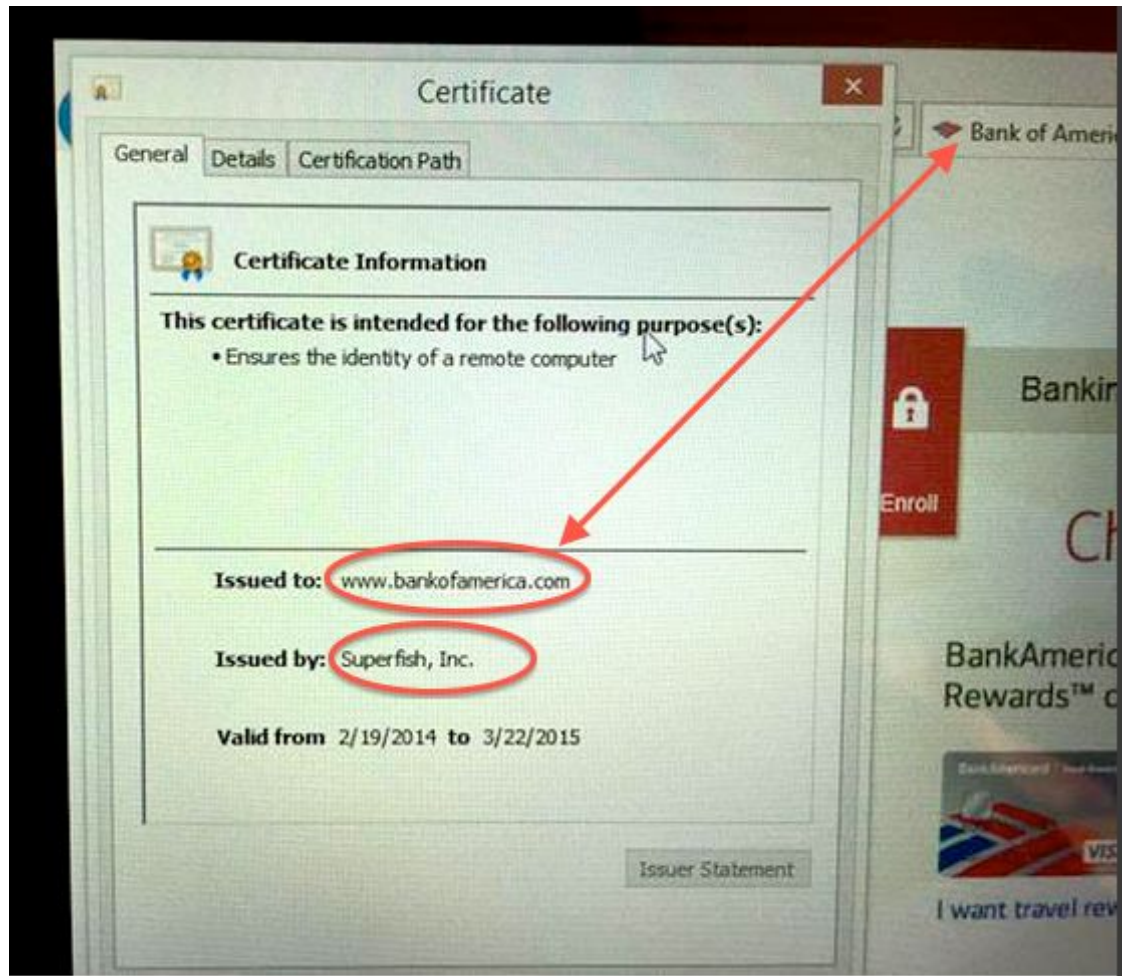 Certificate
General Details Certification Path
Bank of Ameri
Certificate Information
This certificate is intended for the following purpose(s):
• Ensures the identity of a remote computer
Bankin
Enroll
Ch
Issued to: www.bankofamerica.com
Issued by: Superfish, Inc.
BankAmeric
Rewards™ c
Valid from 2/19/2014 to 3/22/2015
VIS
Issuer Statement
I want travel rew